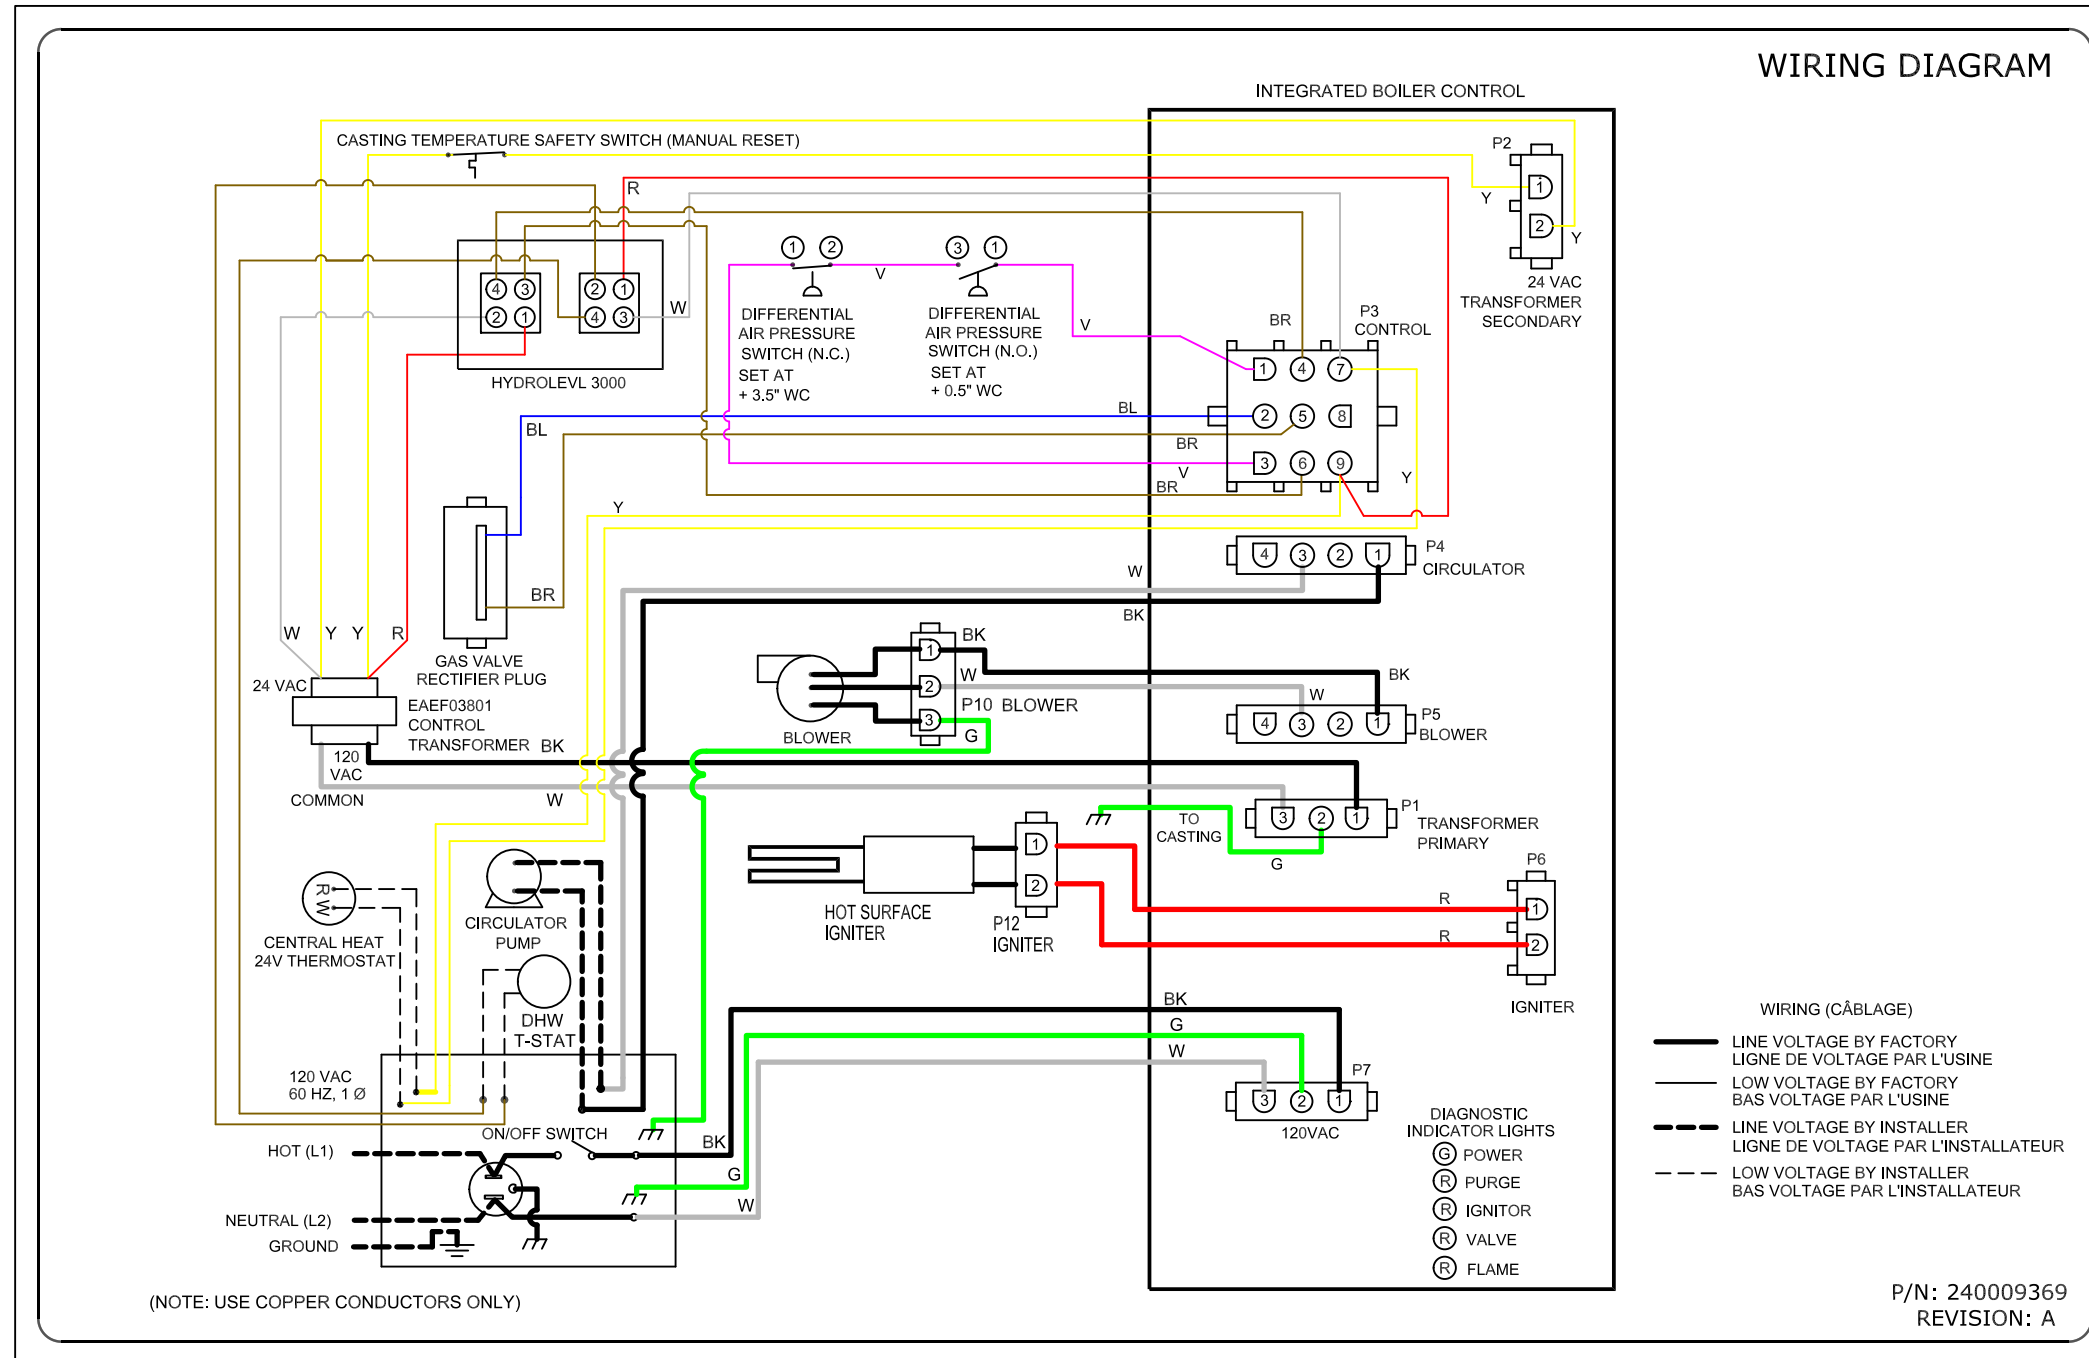 WIRING DIAGRAM
INTEGRATED BOILER CONTROL
CASTING TEMPERATURE SAFETY SWITCH (MANUAL RESET)
P2
1
Y
2
Y
24 VAC
TRANSFORMER
SECONDARY
R
W
4 3 2 1
2 1 4 3
HYDROLEVL 3000
1 2
V
3 1
DIFFERENTIAL
AIR PRESSURE
SWITCH (N.C.)
SET AT
+ 3.5" WC
DIFFERENTIAL
AIR PRESSURE
SWITCH (N.O.)
SET AT
+ 0.5" WC
V
BR
P3
CONTROL
1 4 7
2 5 8
3 6 9
BL
BL
BR
V
BR
Y
Y
BR
W Y Y R
GAS VALVE
RECTIFIER PLUG
24 VAC
EAEF03801
CONTROL
TRANSFORMER
120
VAC
COMMON
BK
W
W
BK
4 3 2 1
P4
CIRCULATOR
BLOWER
1
2
3
BK
W
P10 BLOWER
G
BK
W
4 3 2 1
P5
BLOWER
TO
CASTING
G
3 2 1
P1
TRANSFORMER
PRIMARY
R
W
CENTRAL HEAT
24V THERMOSTAT
CIRCULATOR
PUMP
DHW
T-STAT
HOT SURFACE
IGNITER
1
2
P12
IGNITER
R
R
P6
1
2
IGNITER
BK
G
W
P7
3 2 1
120VAC
120 VAC
60 HZ, 1 Ø
ON/OFF SWITCH
HOT (L1)
NEUTRAL (L2)
GROUND
BK
G
W
DIAGNOSTIC
INDICATOR LIGHTS
G POWER
R PURGE
R IGNITOR
R VALVE
R FLAME
WIRING (CÂBLAGE)
LINE VOLTAGE BY FACTORY
LIGNE DE VOLTAGE PAR L'USINE
LOW VOLTAGE BY FACTORY
BAS VOLTAGE PAR L'USINE
LINE VOLTAGE BY INSTALLER
LIGNE DE VOLTAGE PAR L'INSTALLATEUR
LOW VOLTAGE BY INSTALLER
BAS VOLTAGE PAR L'INSTALLATEUR
(NOTE: USE COPPER CONDUCTORS ONLY)
P/N: 240009369
REVISION: A